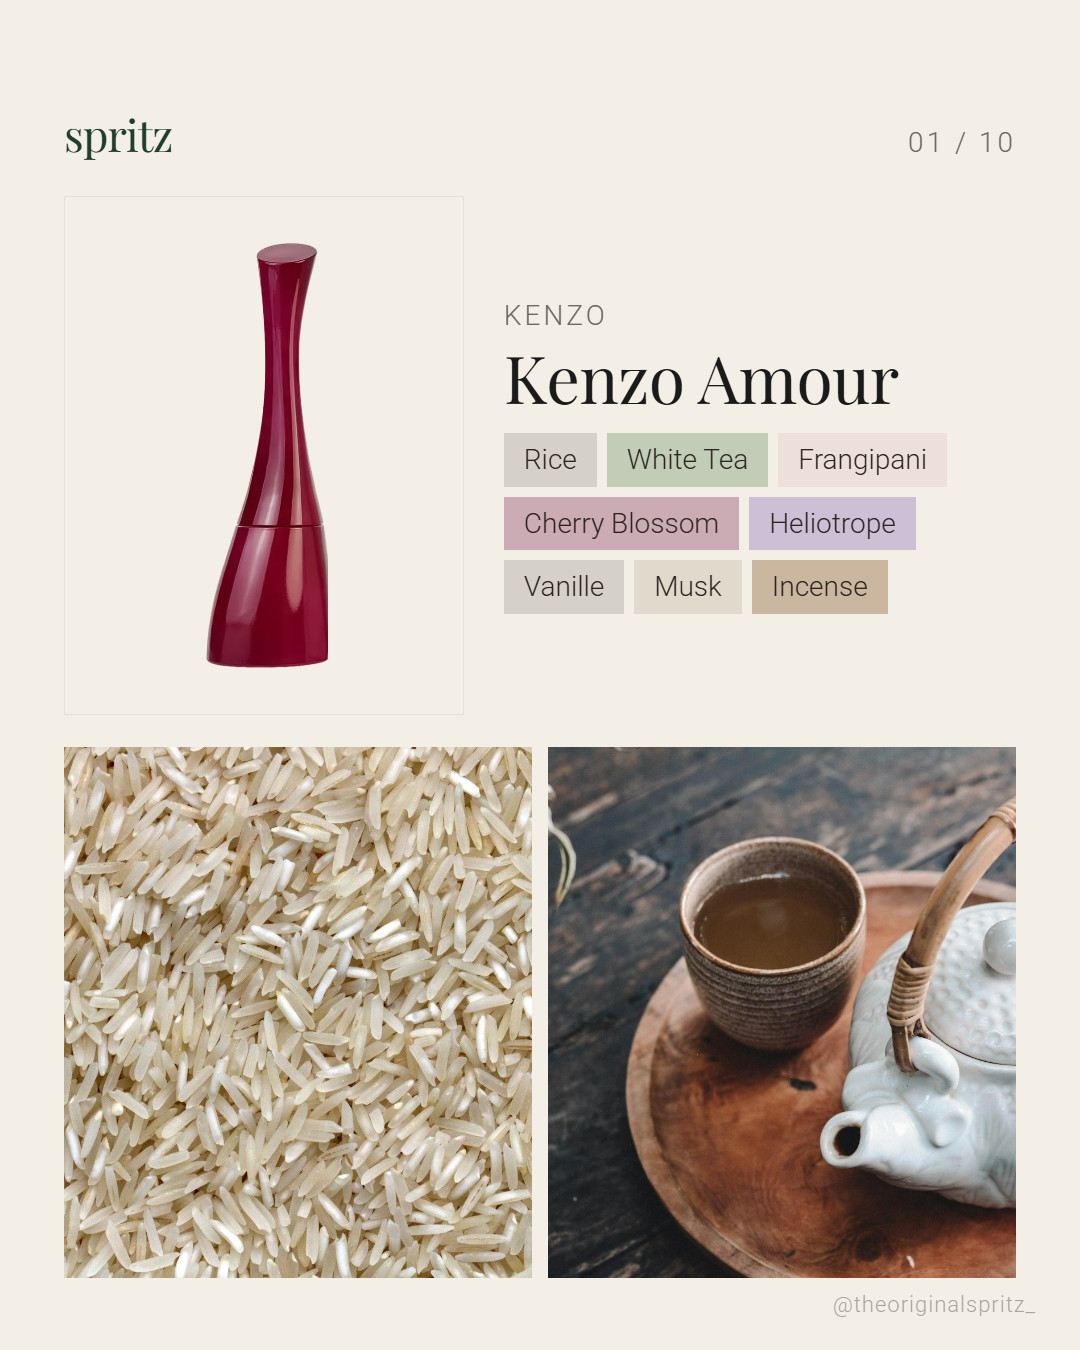 spritz
01 / 10
KENZO
Kenzo Amour
Rice White Tea Frangipani
Cherry Blossom Heliotrope
Vanille Musk Incense
@theoriginalspritz_